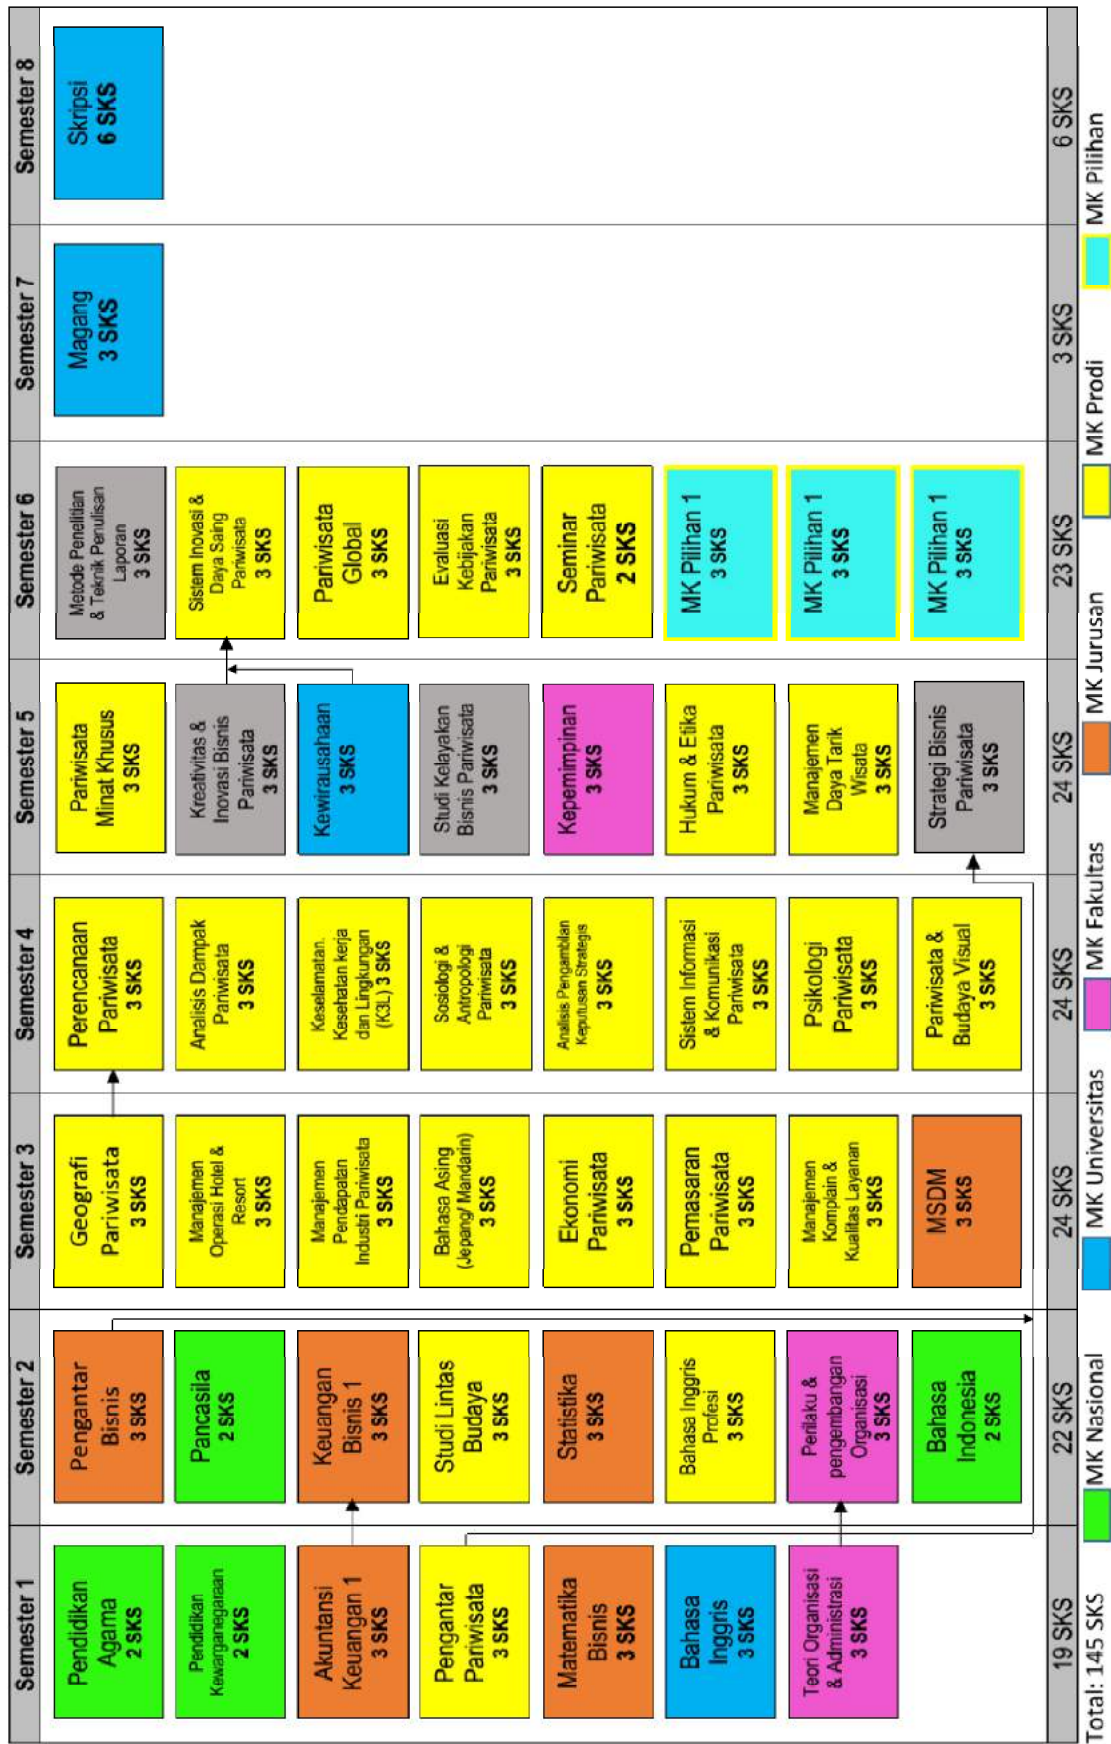 Semester 1
Pendidikan
Agama
2 SKS
Pendidikan
Kewarganegaraan
2 SKS
Akuntansi
Keuangan 1
3 SKS
Pengantar
Pariwisata
3 SKS
Matematika
Bisnis
3 SKS
Bahasa
Inggris
3 SKS
Teori Organisasi
& Administrasi
3 SKS
19 SKS
Semester 2
Pengantar
Bisnis
3 SKS
Pancasila
2 SKS
Keuangan
Bisnis 1
3 SKS
Studi Lintas
Budaya
3 SKS
Statistika
3 SKS
Bahasa Inggris
Profesi
3 SKS
Perilaku &
pengembangan
Organisasi
3 SKS
Bahasa
Indonesia
2 SKS
22 SKS
Semester 3
Geografi
Pariwisata
3 SKS
Manajemen
Operasi Hotel &
Resort
3 SKS
Manajemen
Pendapatan
Industri Pariwisata
3 SKS
Bahasa Asing
(Jepang/ Mandarin)
3 SKS
Ekonomi
Pariwisata
3 SKS
Pemasaran
Pariwisata
3 SKS
Manajemen
Komplain &
Kualitas Layanan
3 SKS
MSDM
3 SKS
24 SKS
Semester 4
Perencanaan
Pariwisata
3 SKS
Analisis Dampak
Pariwisata
3 SKS
Keselamatan.
Kesehatan kerja
dan Lingkungan
(K3L) 3 SKS
Sosiologi &
Antropologi
Pariwisata
3 SKS
Analisis Pengambilan
Keputusan Strategis
3 SKS
Sistem Informasi
& Komunikasi
Pariwisata
3 SKS
Psikologi
Pariwisata
3 SKS
Pariwisata &
Budaya Visual
3 SKS
24 SKS
Semester 5
Pariwisata
Minat Khusus
3 SKS
Kreativitas &
Inovasi Bisnis
Pariwisata
3 SKS
Kewirausahaan
3 SKS
Studi Kelayakan
Bisnis Pariwisata
3 SKS
Kepemimpinan
3 SKS
Hukum & Etika
Pariwisata
3 SKS
Manajemen
Daya Tarik
Wisata
3 SKS
Strategi Bisnis
Pariwisata
3 SKS
24 SKS
Semester 6
Metode Penelitian
& Teknik Penulisan
Laporan
3 SKS
Sistem Inovasi &
Daya Saing
Pariwisata
3 SKS
Pariwisata
Global
3 SKS
Evaluasi
Kebijakan
Pariwisata
3 SKS
Seminar
Pariwisata
2 SKS
MK Pilihan 1
3 SKS
MK Pilihan 1
3 SKS
MK Pilihan 1
3 SKS
23 SKS
Semester 7
Magang
3 SKS
3 SKS
Semester 8
Skripsi
6 SKS
6 SKS
Total: 145 SKS
MK Nasional
MK Universitas
MK Fakultas
MK Jurusan
MK Prodi
MK Pilihan